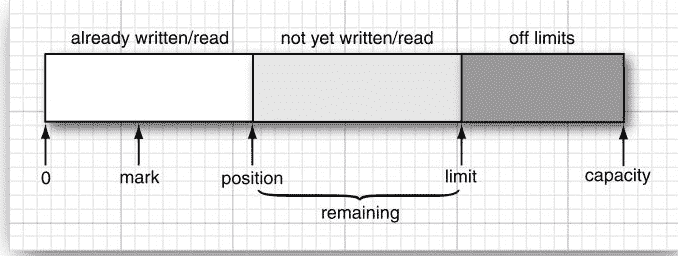 already written/read not yet written/read off limits
0 mark position limit capacity
remaining